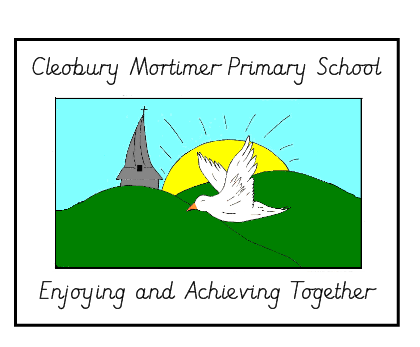 Cleobury Mortimer Primary School
Enjoying and Achieving Together